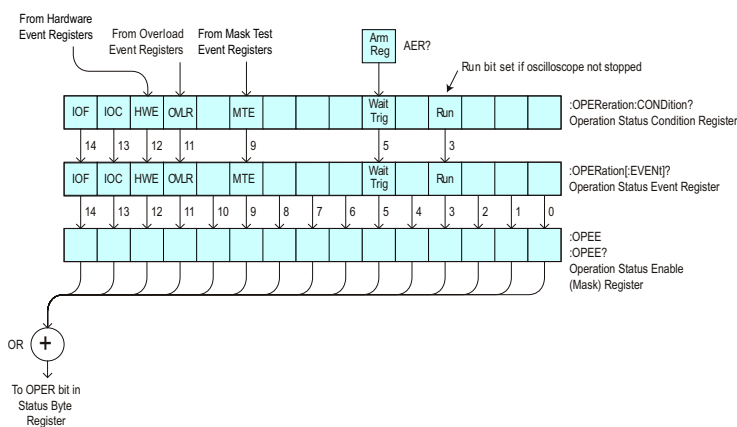 From Hardware
Event Registers
From Overload
Event Registers
From Mask Test
Event Registers
Arm
Reg
AER?
Run bit set if oscilloscope not stopped
IOF IOC HWE OVLR MTE Wait Trig Run
:OPEReration:CONDition?
Operation Status Condition Register
14 13 12 11 9 5 3
IOF IOC HWE OVLR MTE Wait Trig Run
:OPERation[:EVENt]?
Operation Status Event Register
14 13 12 11 10 9 8 7 6 5 4 3 2 1 0
:OPEE
:OPEE?
Operation Status Enable
(Mask) Register
OR +
To OPER bit in
Status Byte
Register